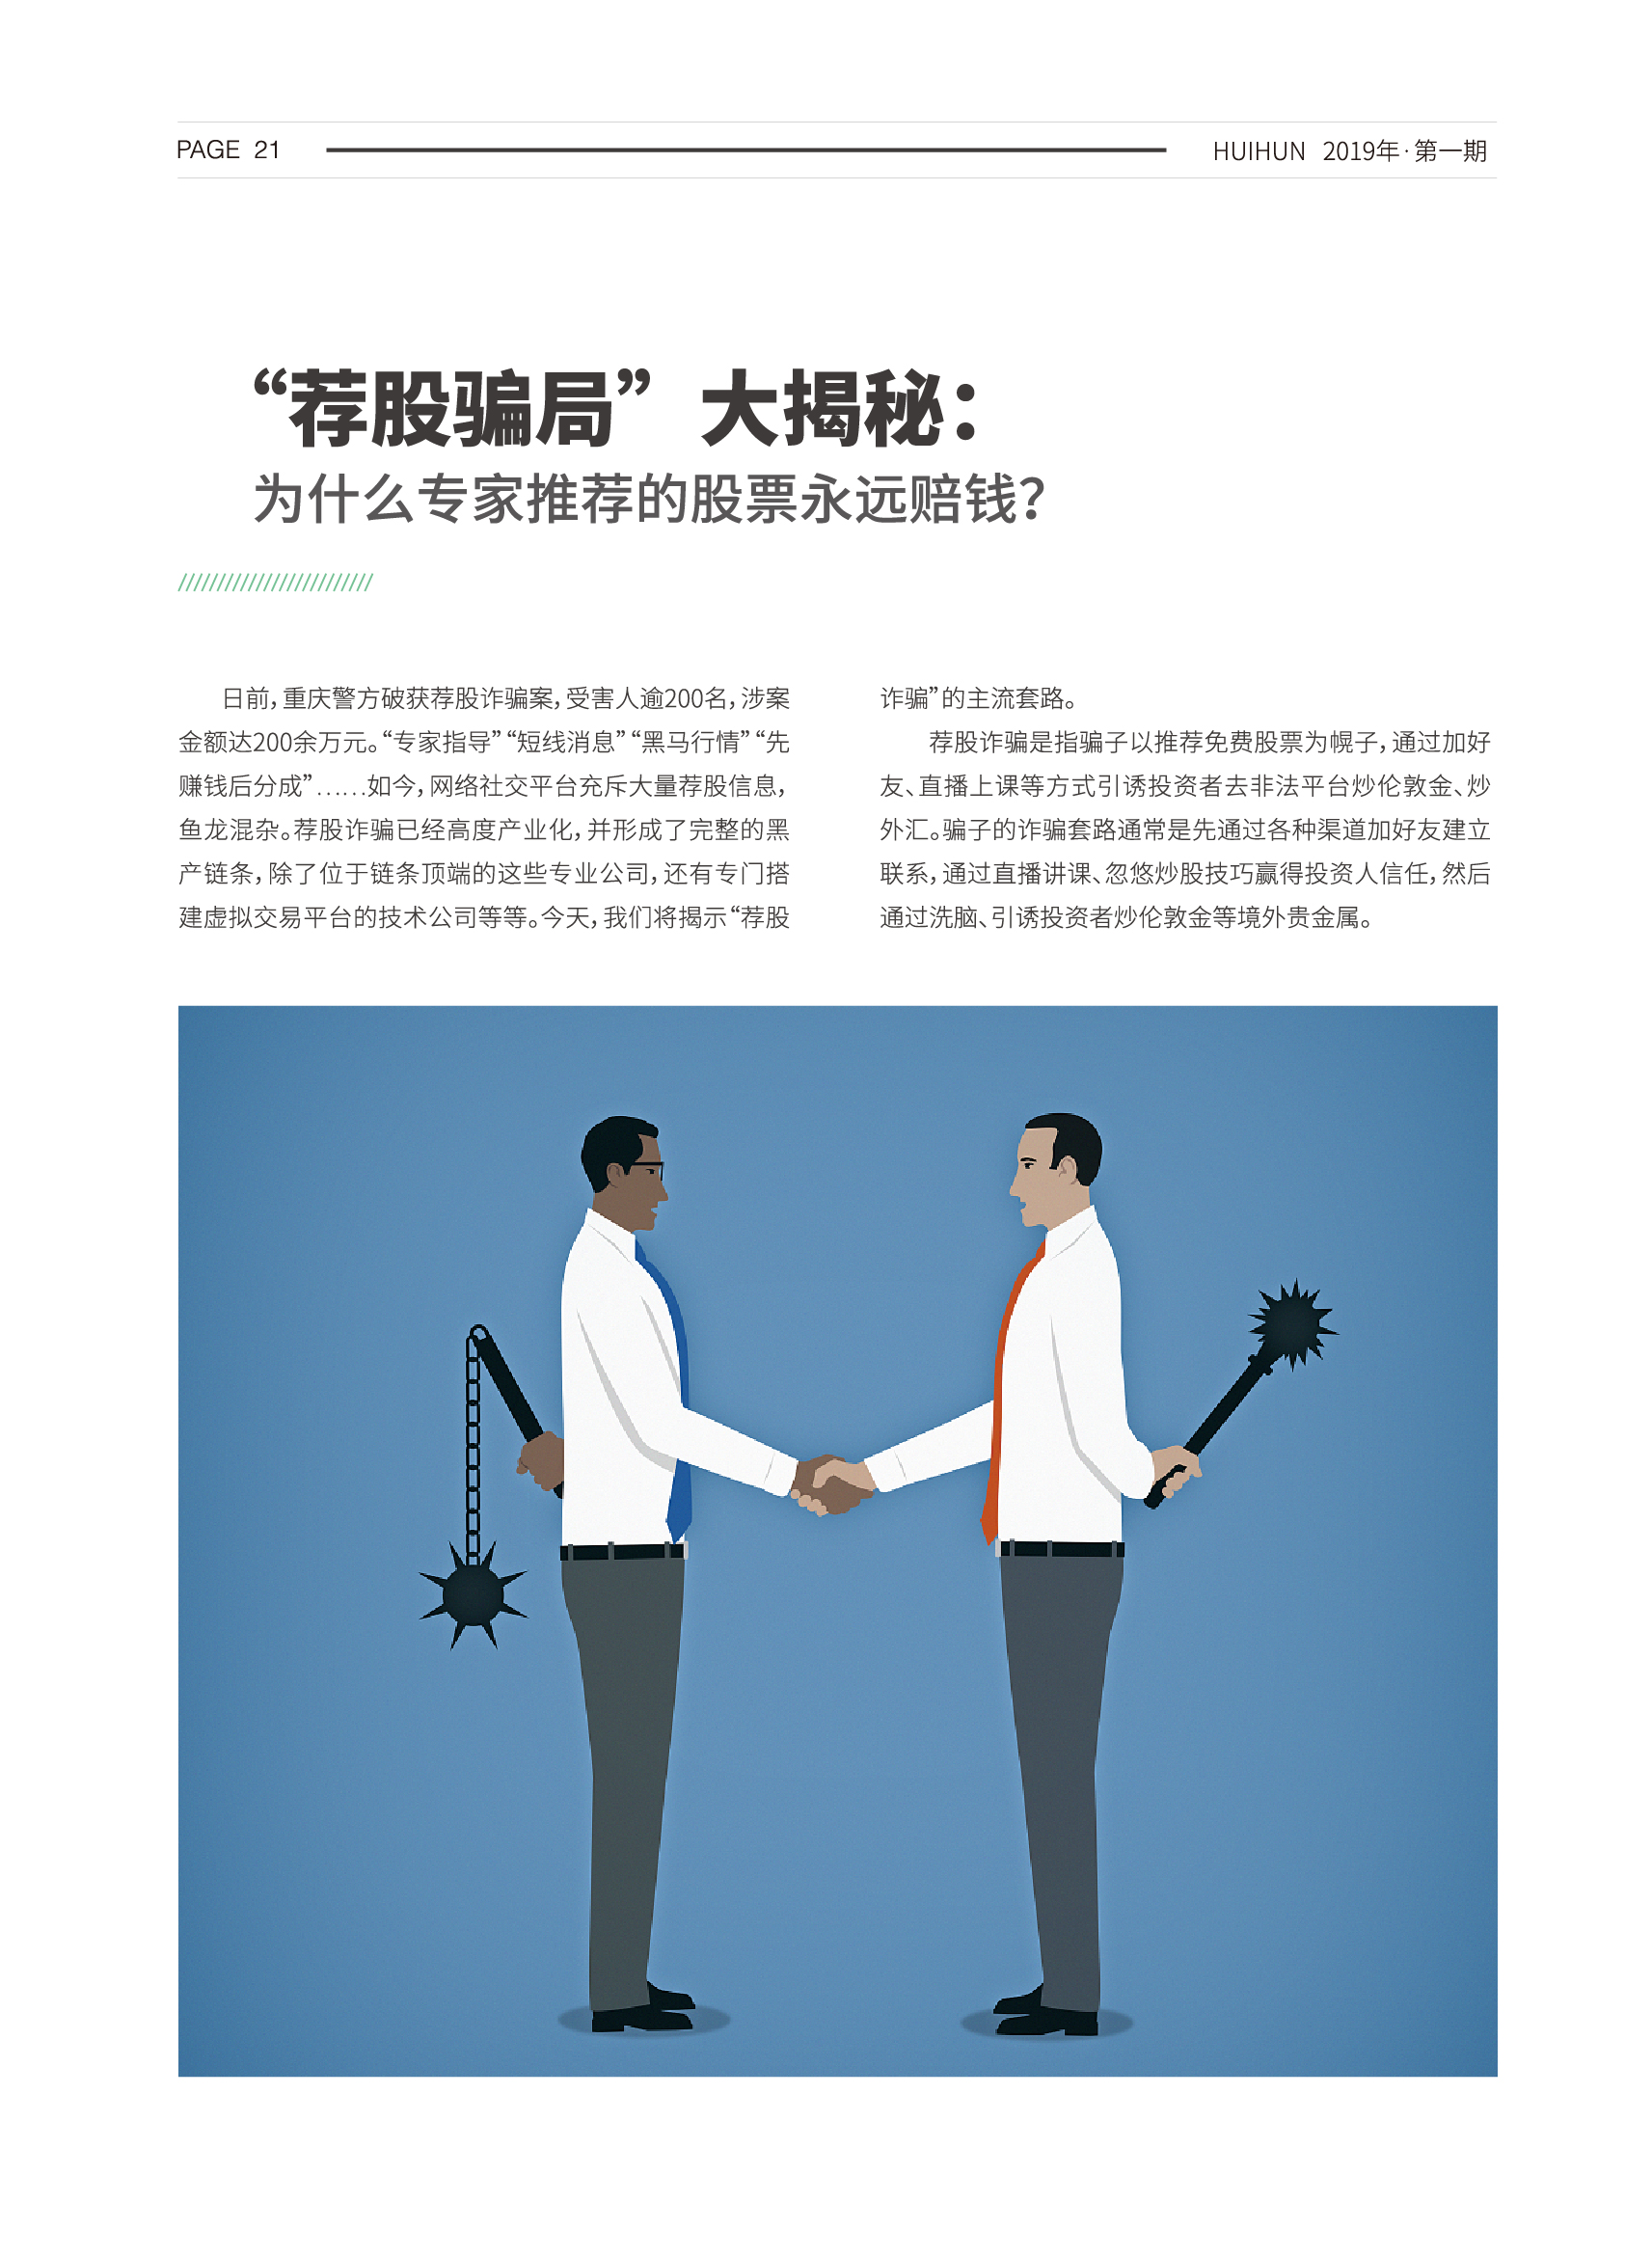 PAGE 21
HUIHUN 2019年·第一期
“荐股骗局”大揭秘：
为什么专家推荐的股票永远赔钱？
日前，重庆警方破获荐股诈骗案，受害人逾200名，涉案
金额达200余万元。“专家指导”“短线消息”“黑马行情”“先
赚钱后分成”……如今，网络社交平台充斥大量荐股信息，
鱼龙混杂。荐股诈骗已经高度产业化，并形成了完整的黑
产链条，除了位于链条顶端的这些专业公司，还有专门搭
建虚拟交易平台的技术公司等等。今天，我们将揭示“荐股
诈骗”的主流套路。
荐股诈骗是指骗子以推荐免费股票为幌子，通过加好
友、直播上课等方式引诱投资者去非法平台炒伦敦金、炒
外汇。骗子的诈骗套路通常是先通过各种渠道加好友建立
联系，通过直播讲课、忽悠炒股技巧赢得投资人信任，然后
通过洗脑、引诱投资者炒伦敦金等境外贵金属。